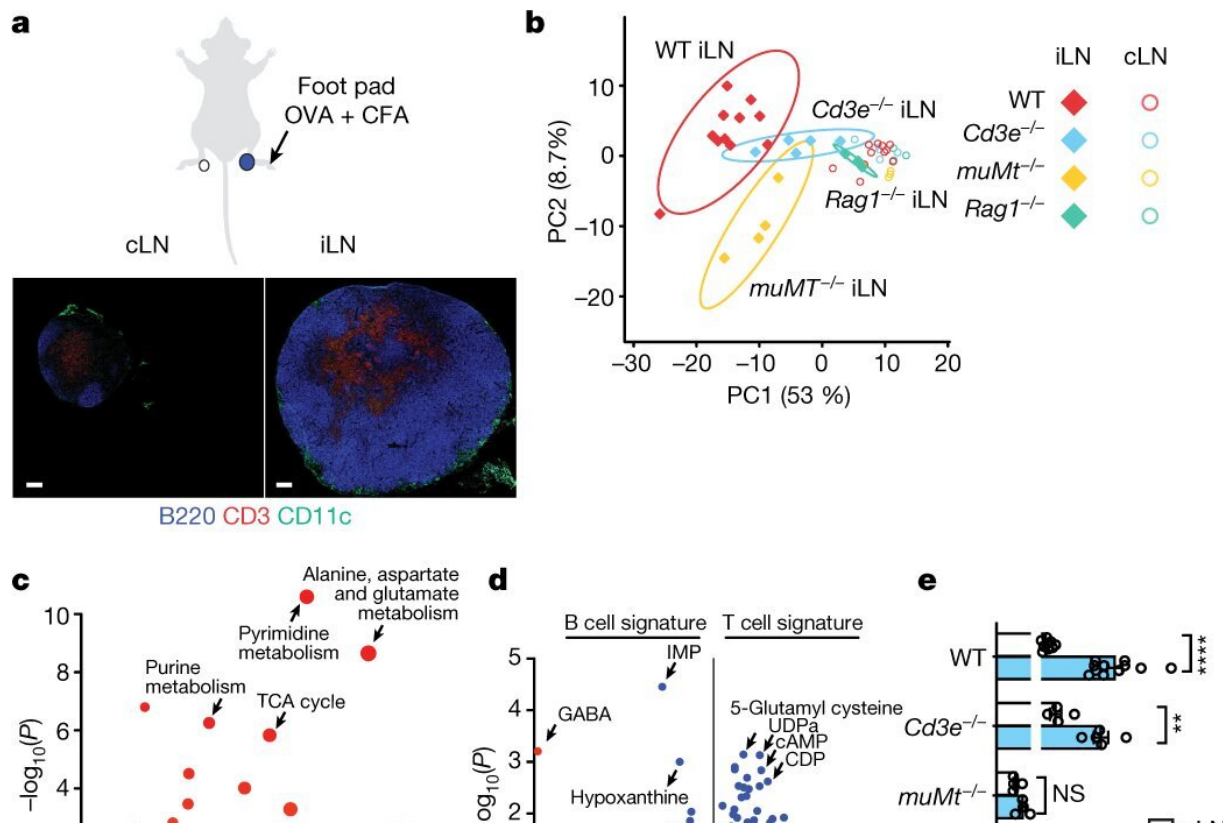 a
Foot pad
OVA + CFA
cLN
iLN
B220 CD3 CD11c
b
WT iLN
Cd3e−/− iLN
Rag1−/− iLN
muMT−/− iLN
PC2 (8.7%)
10
0
−10
−20
−30
−20
−10
0
10
20
PC1 (53 %)
iLN
cLN
WT
Cd3e−/−
muMt−/−
Rag1−/−
c
Alanine, aspartate
and glutamate
metabolism
Pyrimidine
metabolism
Purine
metabolism
TCA cycle
−log10(P)
10
8
6
4
d
B cell signature
T cell signature
IMP
GABA
Hypoxanthine
5-Glutamyl cysteine
UDPa
cAMP
CDP
5
4
3
2
e
WT
****
Cd3e−/−
**
muMt−/−
NS